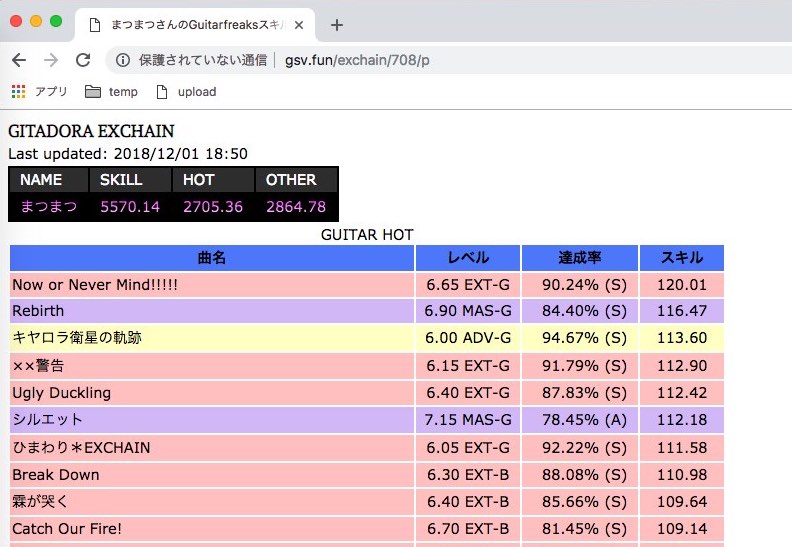 まつまつさんのGuitarfreaksスキル
保護されていない通信 gsv.fun/exchain/708/p
アプリ temp upload
GITADORA EXCHAIN
Last updated: 2018/12/01 18:50
NAME SKILL HOT OTHER
まつまつ 5570.14 2705.36 2864.78
GUITAR HOT
曲名 レベル 達成率 スキル
Now or Never Mind!!!!! 6.65 EXT-G 90.24% (S) 120.01
Rebirth 6.90 MAS-G 84.40% (S) 116.47
キヤロラ衛星の軌跡 6.00 ADV-G 94.67% (S) 113.60
××警告 6.15 EXT-G 91.79% (S) 112.90
Ugly Duckling 6.40 EXT-G 87.83% (S) 112.42
シルエット 7.15 MAS-G 78.45% (A) 112.18
ひまわり＊EXCHAIN 6.05 EXT-G 92.22% (S) 111.58
Break Down 6.30 EXT-B 88.08% (S) 110.98
霖が哭く 6.40 EXT-B 85.66% (S) 109.64
Catch Our Fire! 6.70 EXT-B 81.45% (S) 109.14